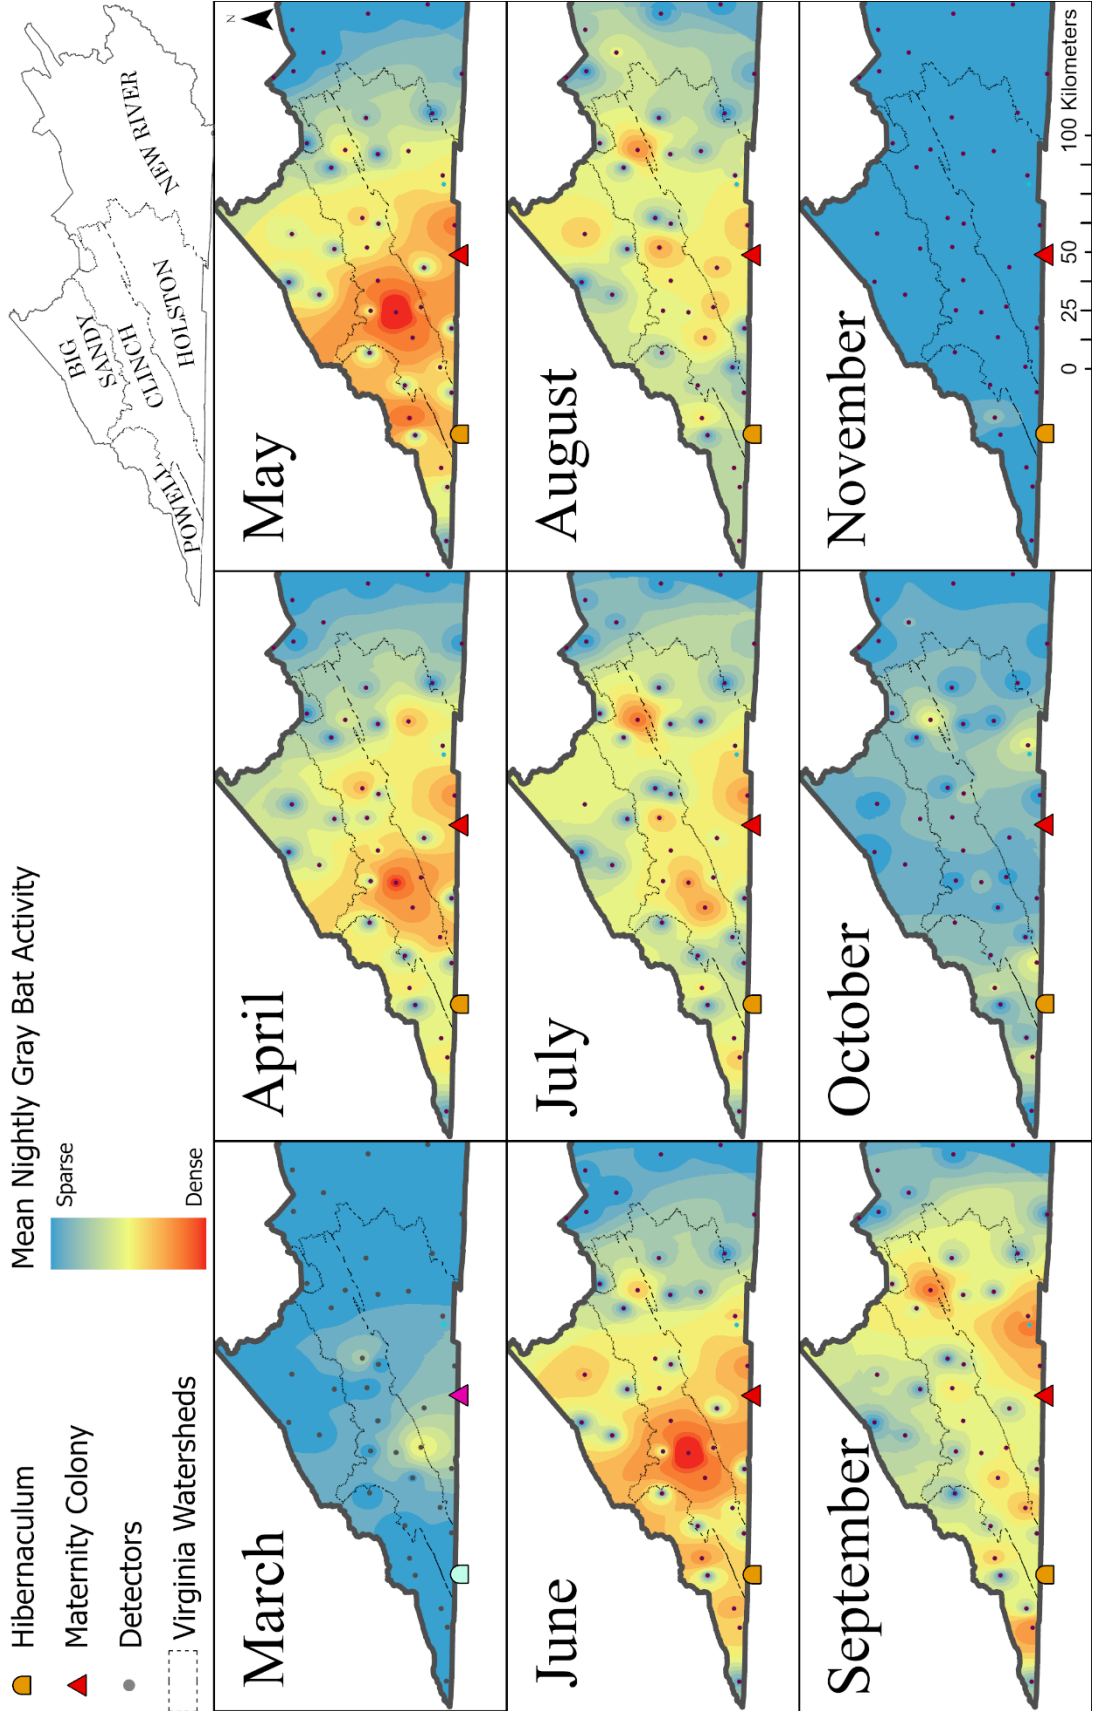 Hibernaculum
Maternity Colony
Detectors
Virginia Watersheds
Mean Nightly Gray Bat Activity
Sparse
Dense
BIG
SANDY
CLINCH
POWELL
HOLSTON
NEW RIVER
March
April
May
N
June
July
August
September
October
November
0 25 50 100 Kilometers